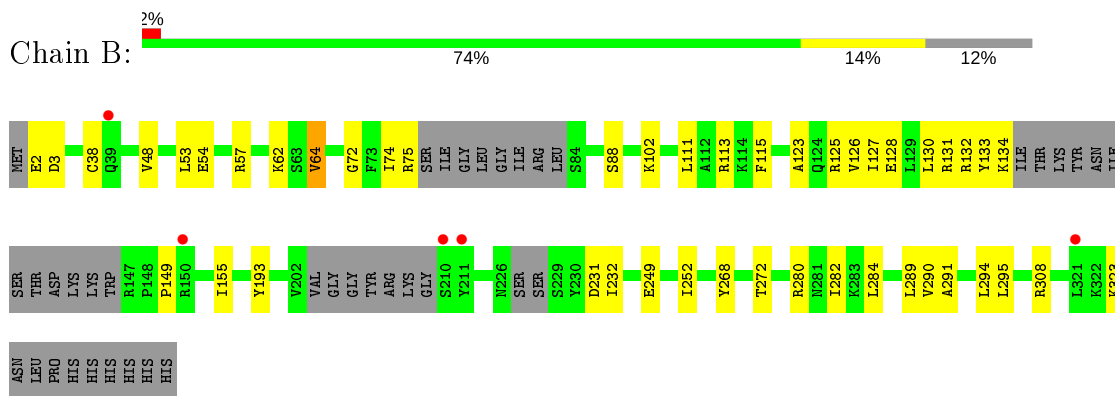 2%
Chain B:
74% 14% 12%
MET E2 D3 C38 Q39 V48 L53 E54 R57 K62 S63 V64 G72 F73 I74 R75 SER ILE GLY LEU GLY ILE ARG LEU S84 S88 K102 L111 A112 R113 K114 F115 A123 Q124 R125 V126 I127 E128 L129 L130 R131 R132 Y133 K134 ILE THR LYS TYR ASN ILE
SER THR ASP LYS LYS TRP R147 P148 P149 R150 I155 Y193 V202 VAL GLY GLY TYR ARG LYS GLY S210 Y211 N226 SER SER S229 Y230 D231 I232 E249 I252 Y268 T272 R280 N281 I282 K283 L284 L289 V290 A291 L294 L295 R308 L321 K322 K323
ASN LEU PRO HIS HIS HIS HIS HIS HIS